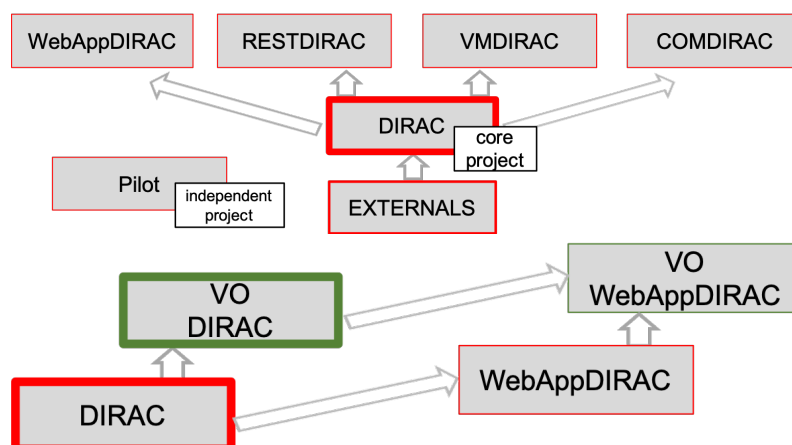 WebAppDIRAC
RESTDIRAC
VMDIRAC
COMDIRAC
DIRAC
core
project
Pilot
independent
project
EXTERNALS
VO
DIRAC
VO
WebAppDIRAC
WebAppDIRAC
DIRAC